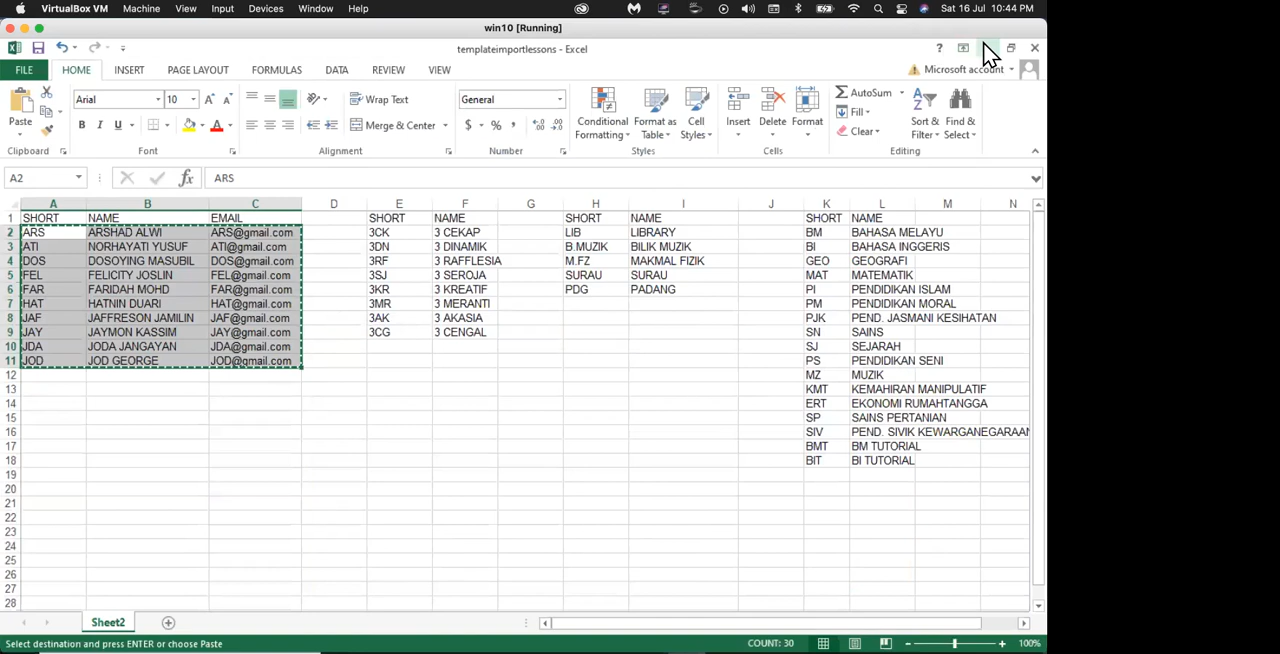 VirtualBox VM Machine View Input Devices Window Help Sat 16 Jul 10:44 PM
win10 [Running]
templateimportlessons - Excel ?
FILE HOME INSERT PAGE LAYOUT FORMULAS DATA REVIEW VIEW Microsoft account
Paste Arial 10 A A Wrap Text General Conditional Formatting Format as Table Cell Styles Insert Delete Format AutoSum Fill Clear Sort & Filter Find & Select
B I U A Merge & Center $ % ,
Clipboard Font Alignment Number Styles Cells Editing
A2 fx ARS
A B C D E F G H I J K L M N
1 SHORT NAME EMAIL SHORT NAME SHORT NAME SHORT NAME
2 ARS ARSHAD ALWI ARS@gmail.com 3CK 3 CEKAP LIB LIBRARY BM BAHASA MELAYU
3 ATI NORHAYATI YUSUF ATI@gmail.com 3DN 3 DINAMIK B.MUZIK BILIK MUZIK BI BAHASA INGGERIS
4 DOS DOSOYING MASUBIL DOS@gmail.com 3RF 3 RAFFLESIA M.FZ MAKMAL FIZIK GEO GEOGRAFI
5 FEL FELICITY JOSLIN FEL@gmail.com 3SJ 3 SEROJA SURAU SURAU MAT MATEMATIK
6 FAR FARIDAH MOHD FAR@gmail.com 3KR 3 KREATIF PDG PADANG PI PENDIDIKAN ISLAM
7 HAT HATNIN DUARI HAT@gmail.com 3MR 3 MERANTI PM PENDIDIKAN MORAL
8 JAF JAFFRESON JAMILIN JAF@gmail.com 3AK 3 AKASIA PJK PEND. JASMANI KESIHATAN
9 JAY JAYMON KASSIM JAY@gmail.com 3CG 3 CENGAL SN SAINS
10 JDA JODA JANGAYAN JDA@gmail.com SJ SEJARAH
11 JOD JOD GEORGE JOD@gmail.com PS PENDIDIKAN SENI
12 MZ MUZIK
13 KMT KEMAHIRAN MANIPULATIF
14 ERT EKONOMI RUMAHTANGGA
15 SP SAINS PERTANIAN
16 SIV PEND. SIVIK KEWARGANEGARAAN
17 BMT BM TUTORIAL
18 BIT BI TUTORIAL
19
20
21
22
23
24
25
26
27
28
Sheet2
Select destination and press ENTER or choose Paste COUNT: 30 100%